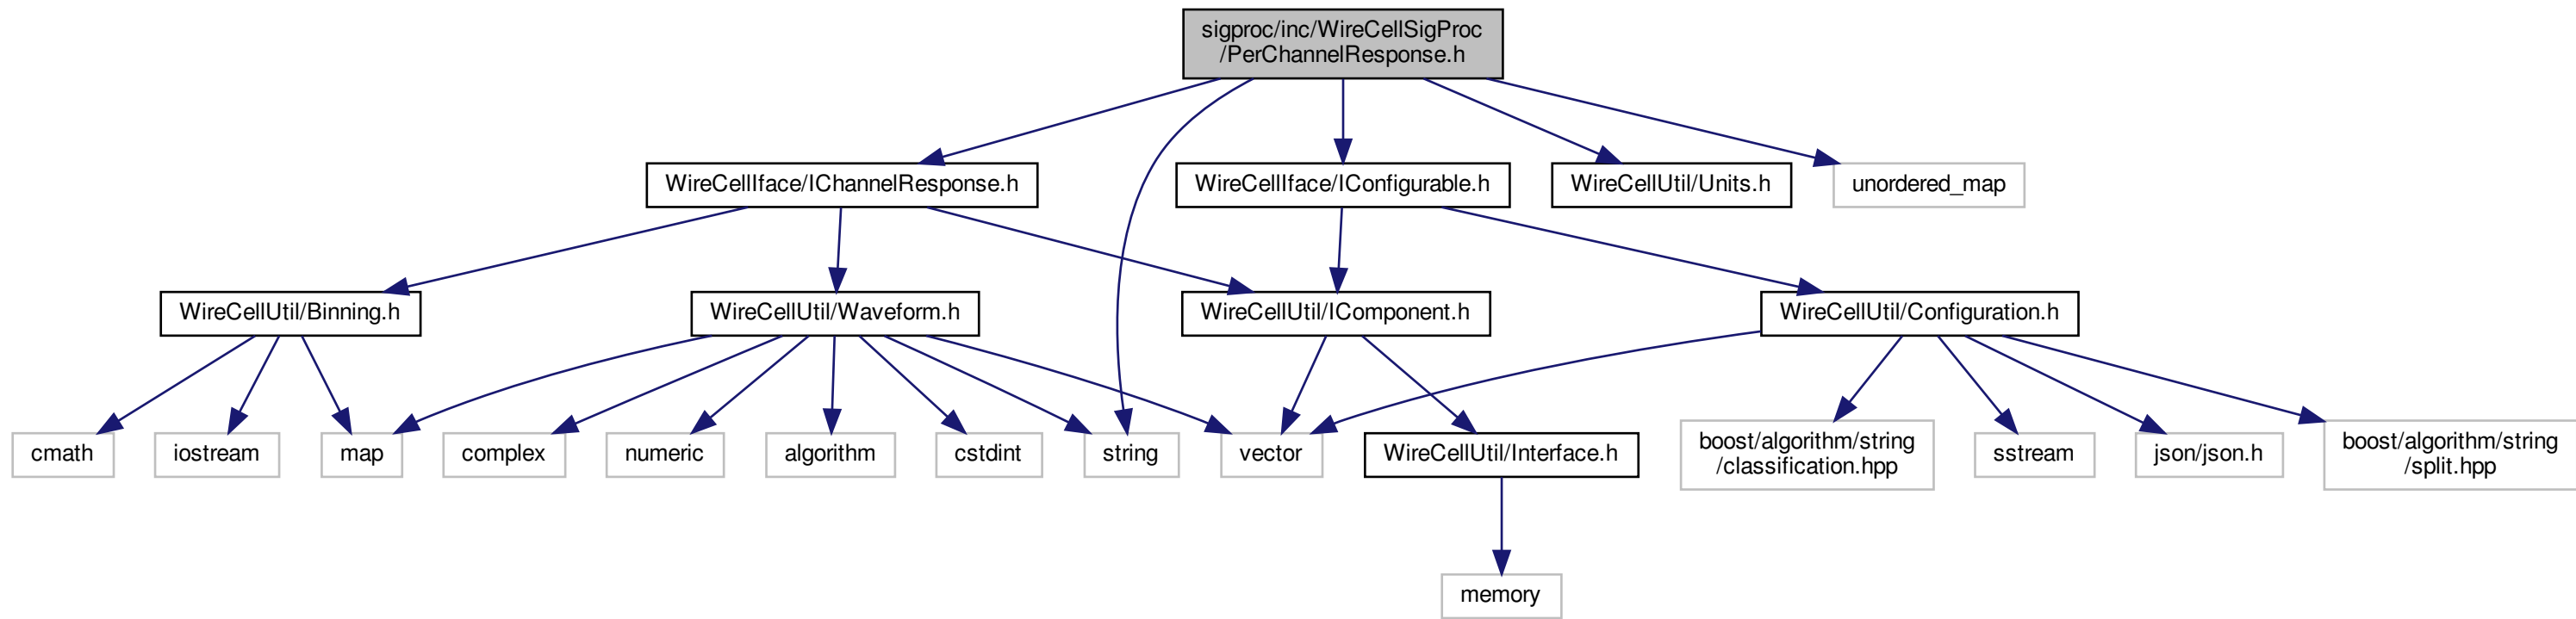 sigproc/inc/WireCellSigProc
/PerChannelResponse.h
WireCellIface/IChannelResponse.h
WireCellIface/IConfigurable.h
WireCellUtil/Units.h
unordered_map
WireCellUtil/Binning.h
WireCellUtil/Waveform.h
WireCellUtil/IComponent.h
WireCellUtil/Configuration.h
cmath
iostream
map
complex
numeric
algorithm
cstdint
string
vector
WireCellUtil/Interface.h
boost/algorithm/string
/classification.hpp
sstream
json/json.h
boost/algorithm/string
/split.hpp
memory